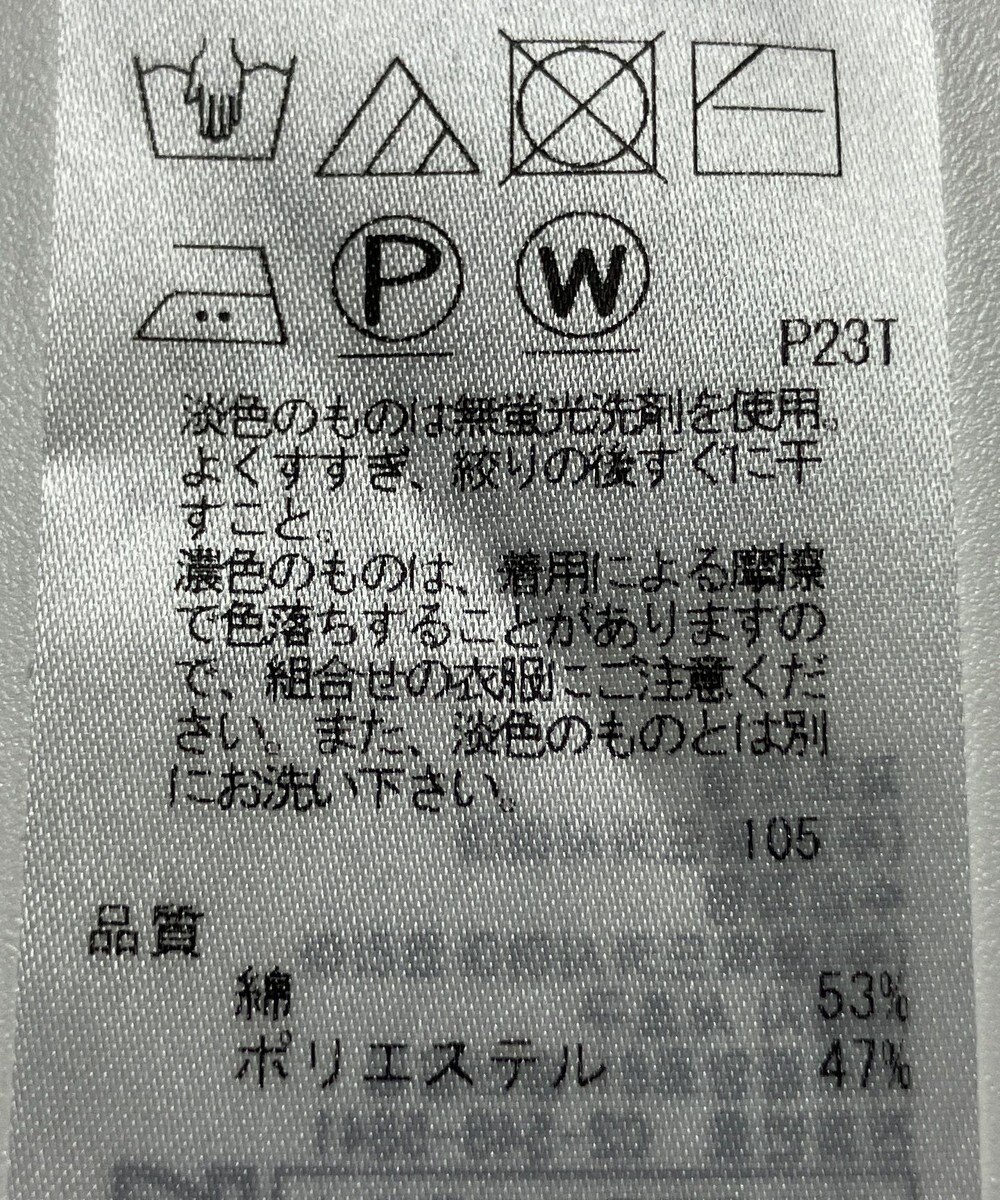 P
W
P23T
淡色のものは無蛍光洗剤を使用。
よくすすぎ、絞りの後すぐに干
すこと。
濃色のものは、着用による摩擦
で色落ちすることがありますの
で、組合せの衣服にご注意くだ
さい。また、淡色のものとは別
にお洗い下さい。
105
品質
綿 53%
ポリエステル 47%